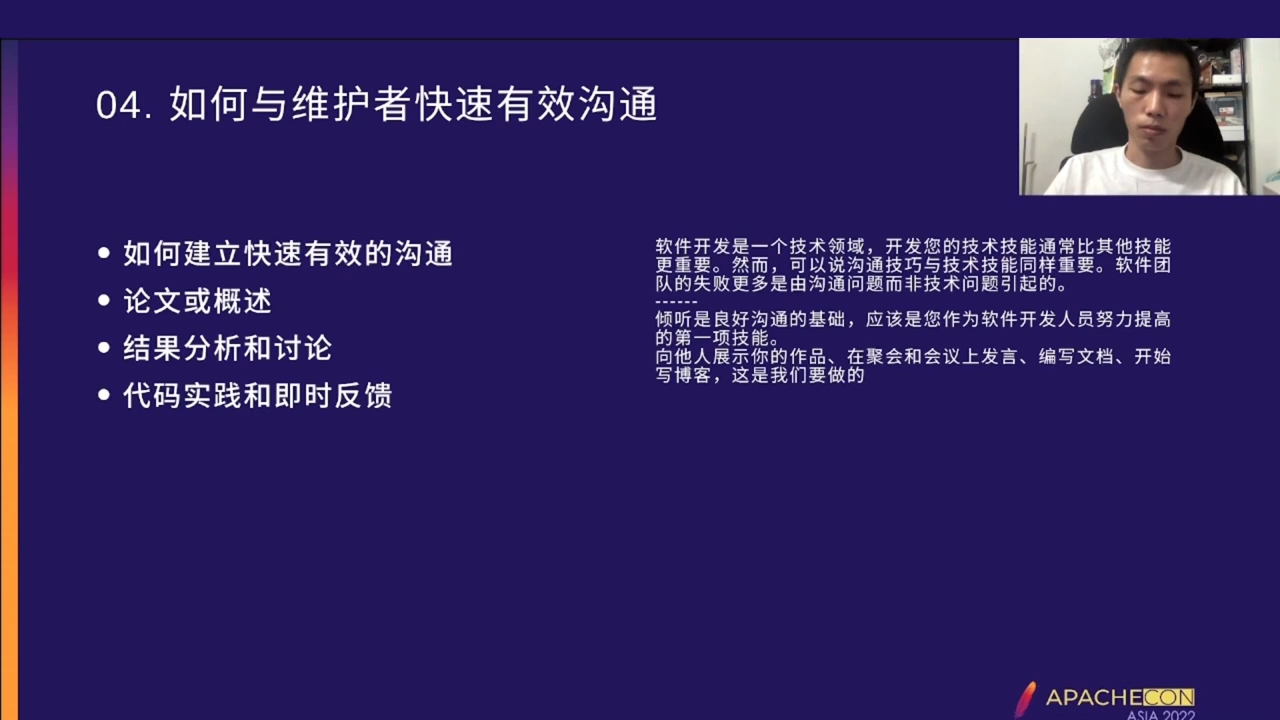 04. 如何与维护者快速有效沟通
• 如何建立快速有效的沟通
• 论文或概述
• 结果分析和讨论
• 代码实践和即时反馈
软件开发是一个技术领域，开发您的技术技能通常比其他技能
更重要。然而，可以说沟通技巧与技术技能同样重要。软件团
队的失败更多是由沟通问题而非技术问题引起的。
------
倾听是良好沟通的基础，应该是您作为软件开发人员努力提高
的第一项技能。
向他人展示你的作品、在聚会和会议上发言、编写文档、开始
写博客，这是我们要做的
APACHECON
ASIA 2022